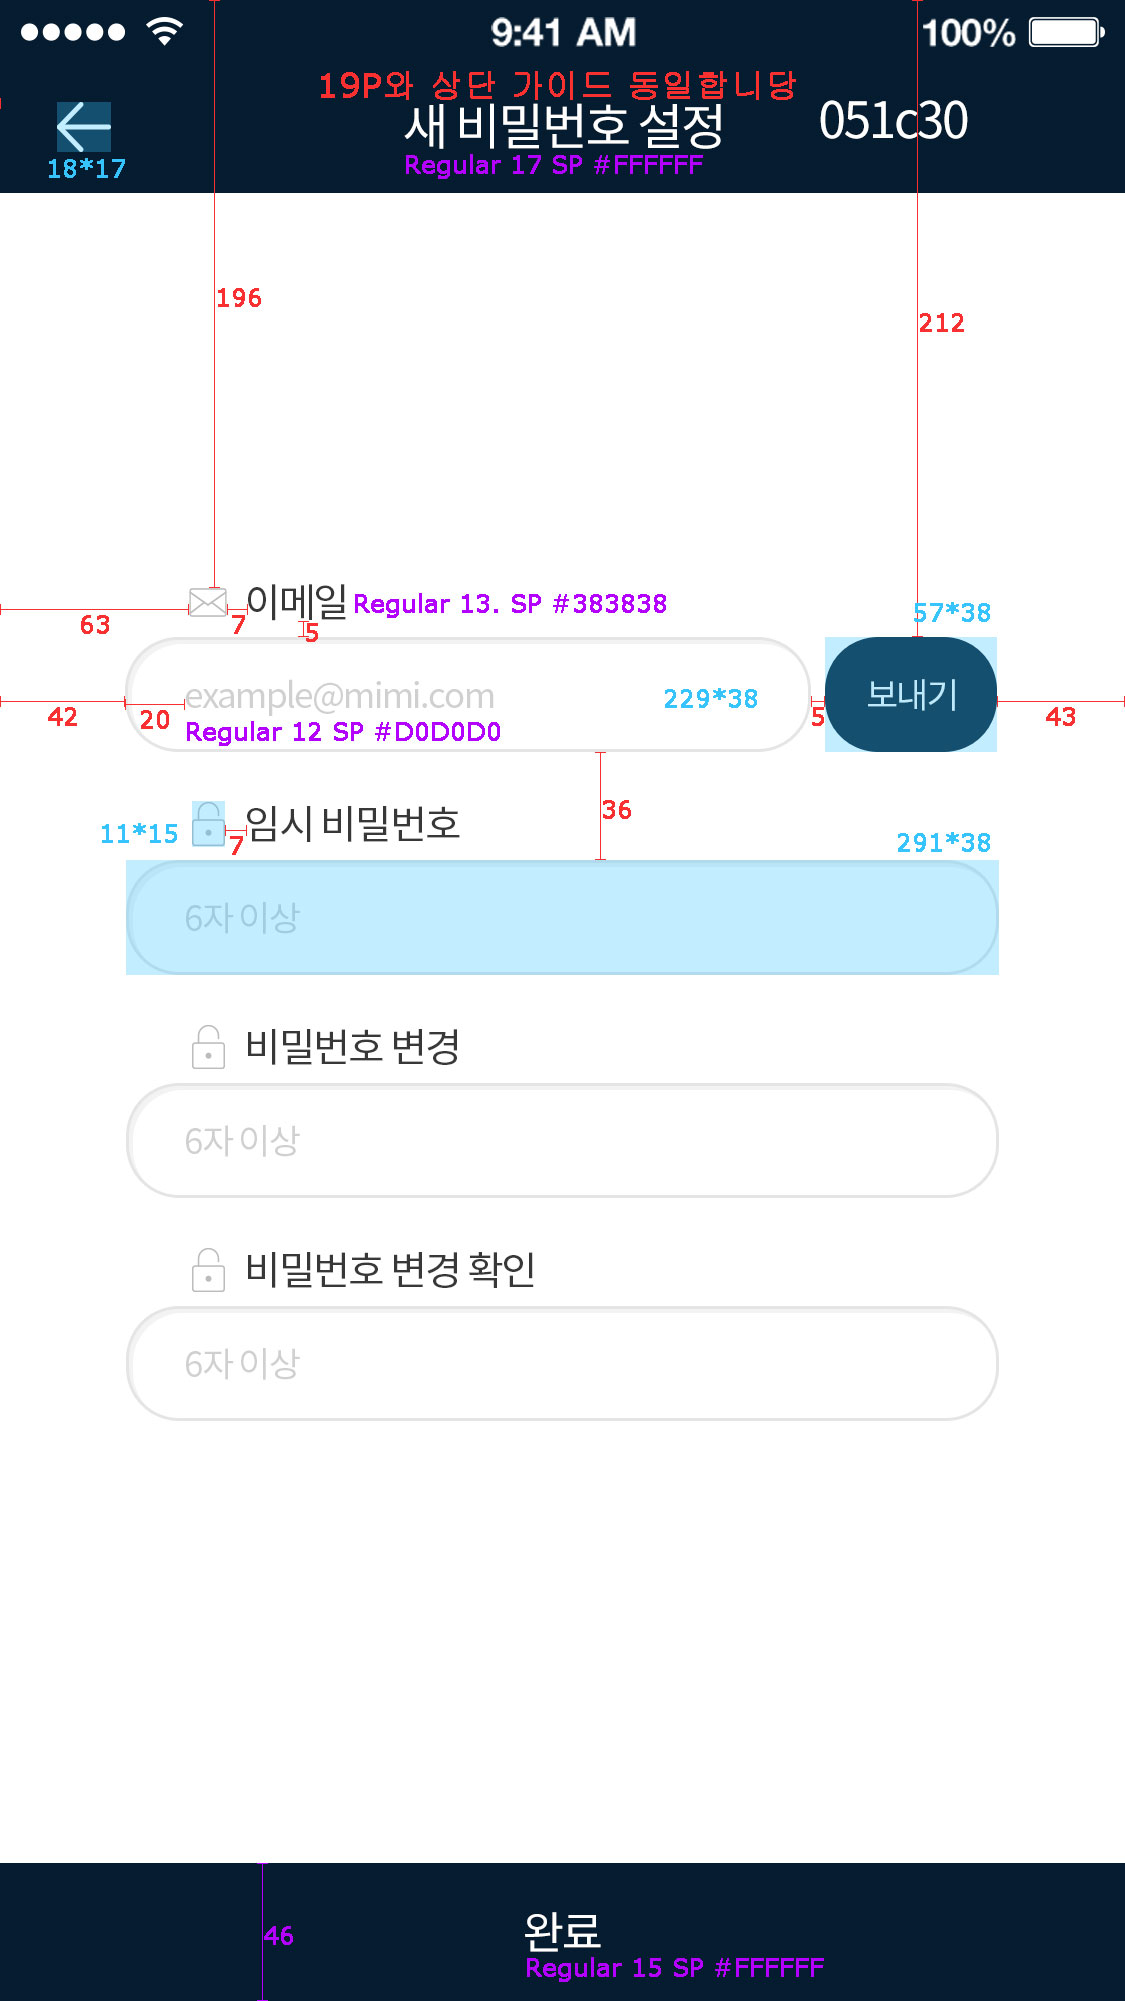 9:41 AM 100%
19P와 상단 가이드 동일합니당
새 비밀번호 설정 051c30
18*17 Regular 17 SP #FFFFFF
196
212
이메일 Regular 13. SP #383838 57*38
63 7 5
example@mimi.com 229*38 보내기
42 20 Regular 12 SP #D0D0D0 5 43
36
11*15 임시 비밀번호
7 291*38
6자 이상
비밀번호 변경
6자 이상
비밀번호 변경 확인
6자 이상
완료
46
Regular 15 SP #FFFFFF